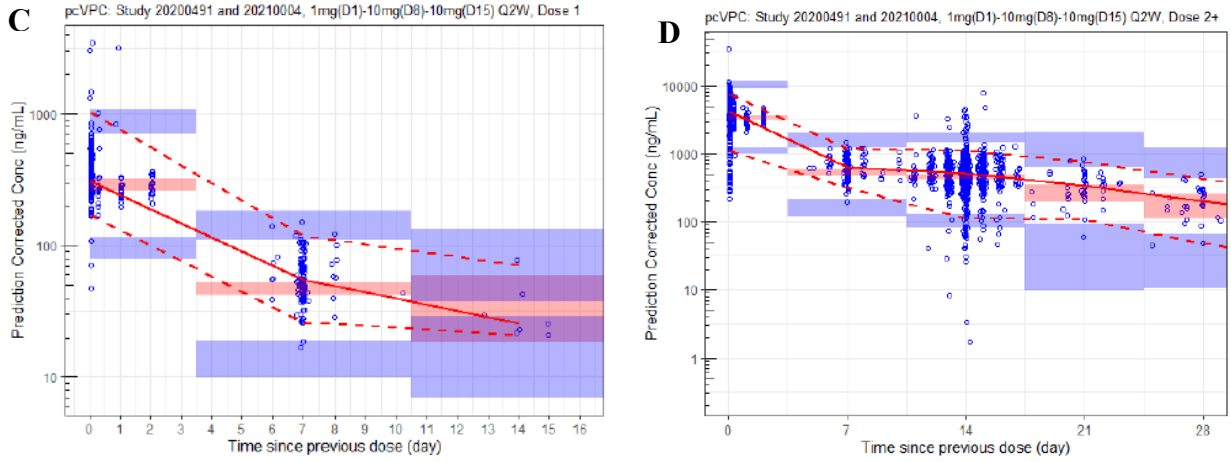 C
pcVPC: Study 20200491 and 20210004, 1mg(D1)-10mg(D8)-10mg(D15) Q2W, Dose 1
Prediction Corrected Conc (ng/mL)
1000
100
10
0 1 2 3 4 5 6 7 8 9 10 11 12 13 14 15 16
Time since previous dose (day)
D
pcVPC: Study 20200491 and 20210004, 1mg(D1)-10mg(D8)-10mg(D15) Q2W, Dose 2+
Prediction Corrected Conc (ng/mL)
10000
1000
100
10
1
0 7 14 21 28
Time since previous dose (day)